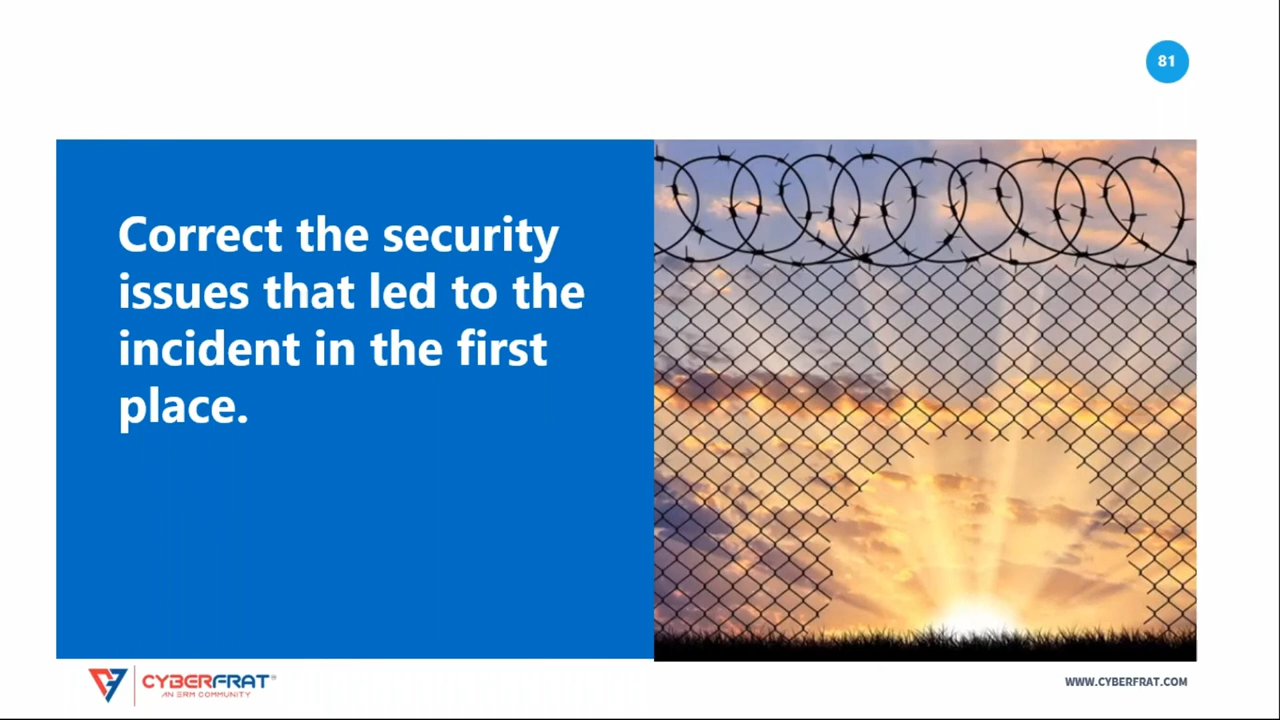 81
Correct the security
issues that led to the
incident in the first
place.
CYBERFRAT®
AN ERM COMMUNITY
WWW.CYBERFRAT.COM